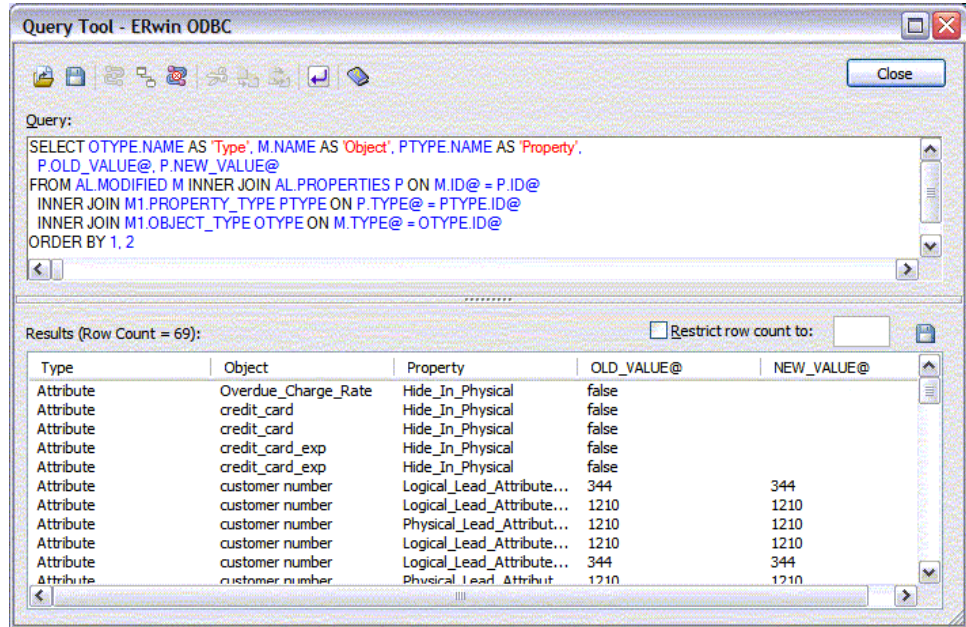 Query Tool - ERwin ODBC
Close
Query:
SELECT OTYPE.NAME AS 'Type', M.NAME AS 'Object', PTYPE.NAME AS 'Property',
P.OLD_VALUE@, P.NEW_VALUE@
FROM AL.MODIFIED M INNER JOIN AL.PROPERTIES P ON M.ID@ = P.ID@
INNER JOIN M1.PROPERTY_TYPE PTYPE ON P.TYPE@ = PTYPE.ID@
INNER JOIN M1.OBJECT_TYPE OTYPE ON M.TYPE@ = OTYPE.ID@
ORDER BY 1, 2
Results (Row Count = 69): Restrict row count to:
Type Object Property OLD_VALUE@ NEW_VALUE@
Attribute Overdue_Charge_Rate Hide_In_Physical false
Attribute credit_card Hide_In_Physical false
Attribute credit_card Hide_In_Physical false
Attribute credit_card_exp Hide_In_Physical false
Attribute credit_card_exp Hide_In_Physical false
Attribute customer number Logical_Lead_Attribute... 344 344
Attribute customer number Logical_Lead_Attribute... 1210 1210
Attribute customer number Physical_Lead_Attribut... 1210 1210
Attribute customer number Logical_Lead_Attribute... 1210 1210
Attribute customer number Logical_Lead_Attribute... 344 344
Attribute customer number Physical_Lead_Attribut... 1210 1210